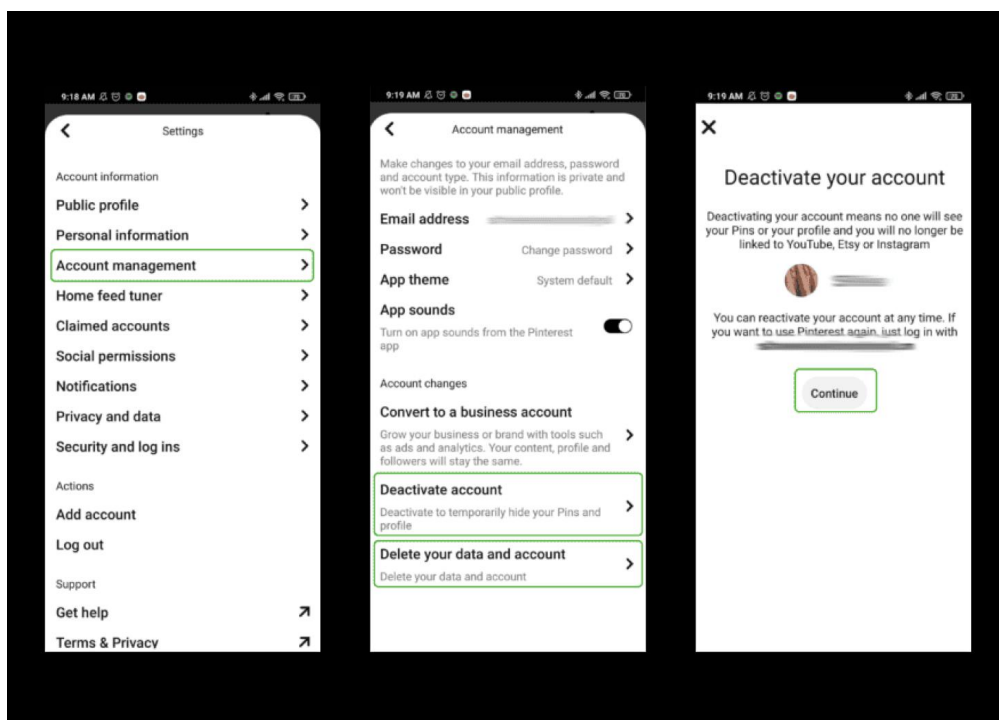 9:18 AM
Settings
Account information
Public profile
Personal information
Account management
Home feed tuner
Claimed accounts
Social permissions
Notifications
Privacy and data
Security and log ins
Actions
Add account
Log out
Support
Get help
Terms & Privacy
9:19 AM
Account management
Make changes to your email address, password
and account type. This information is private and
won't be visible in your public profile.
Email address
Password Change password
App theme System default
App sounds
Turn on app sounds from the Pinterest
app
Account changes
Convert to a business account
Grow your business or brand with tools such
as ads and analytics. Your content, profile and
followers will stay the same.
Deactivate account
Deactivate to temporarily hide your Pins and
profile
Delete your data and account
Delete your data and account
9:19 AM
Deactivate your account
Deactivating your account means no one will see
your Pins or your profile and you will no longer be
linked to YouTube, Etsy or Instagram
You can reactivate your account at any time. If
you want to use Pinterest again, just log in with
Continue